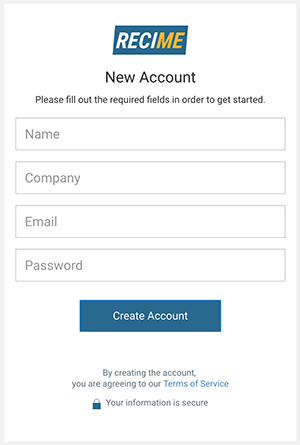 RECIME
New Account
Please fill out the required fields in order to get started.
Name
Company
Email
Password
Create Account
By creating the account,
you are agreeing to our Terms of Service
Your information is secure